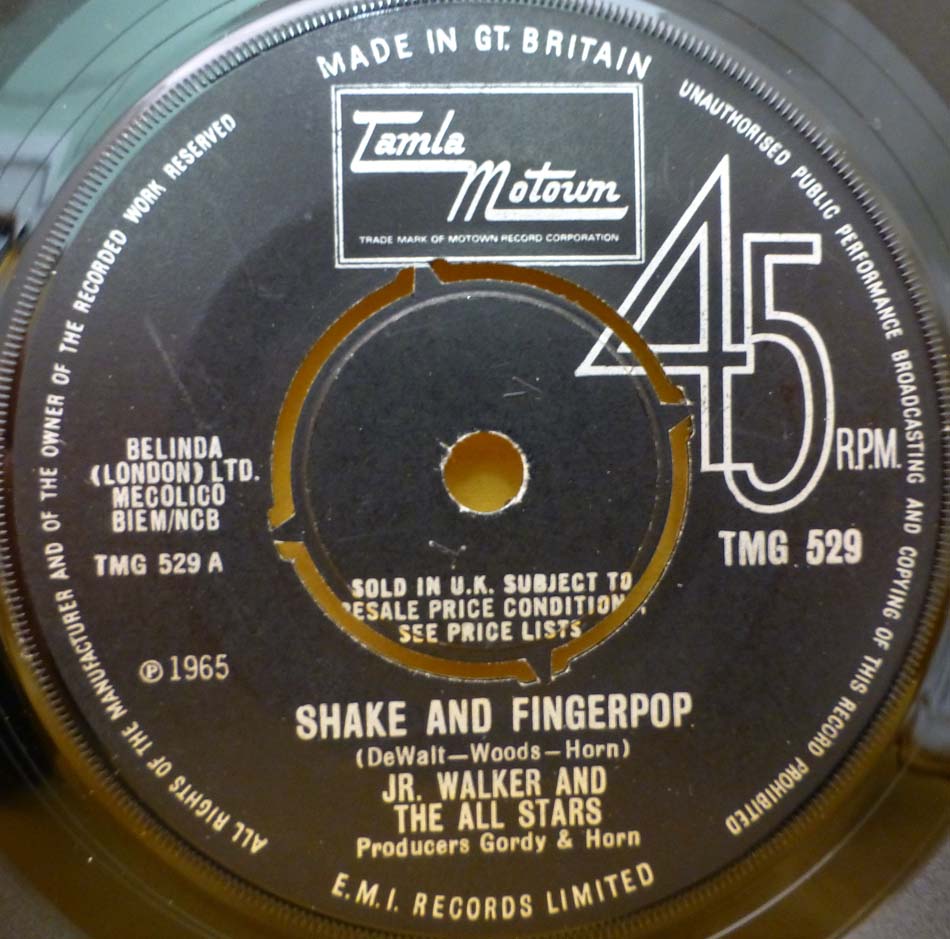 MADE IN GT. BRITAIN
Tamla
Motown
TRADE MARK OF MOTOWN RECORD CORPORATION
UNAUTHORISED PUBLIC PERFORMANCE BROADCASTING AND COPYING OF THIS RECORD PROHIBITED
ALL RIGHTS OF THE MANUFACTURER AND OF THE OWNER OF THE RECORDED WORK RESERVED
45
R.P.M.
BELINDA
(LONDON) LTD.
MECOLICO
BIEM/NCB
TMG 529 A
TMG 529
SOLD IN U.K. SUBJECT TO
PRICE CONDITION
SEE PRICE LISTS
℗ 1965
SHAKE AND FINGERPOP
(DeWalt—Woods—Horn)
JR. WALKER AND
THE ALL STARS
Producers Gordy & Horn
E.M.I. RECORDS LIMITED